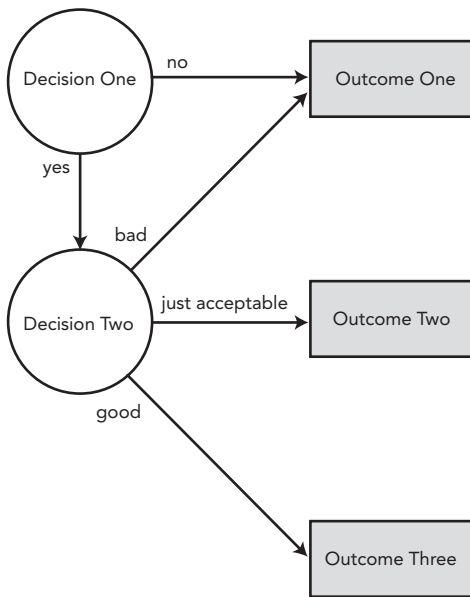 no
Decision One
Outcome One
yes
bad
just acceptable
Decision Two
Outcome Two
good
Outcome Three